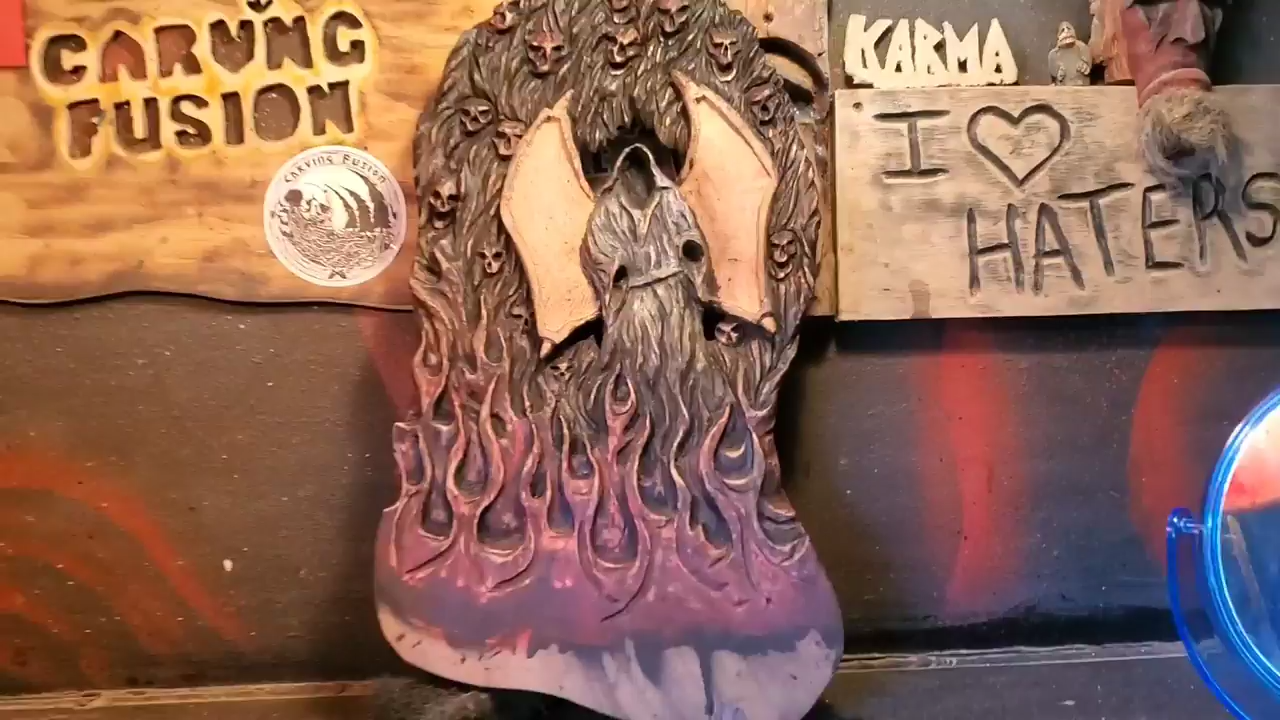 CARVING
FUSION
Carving Fusion
KARMA
I ♡
HATERS